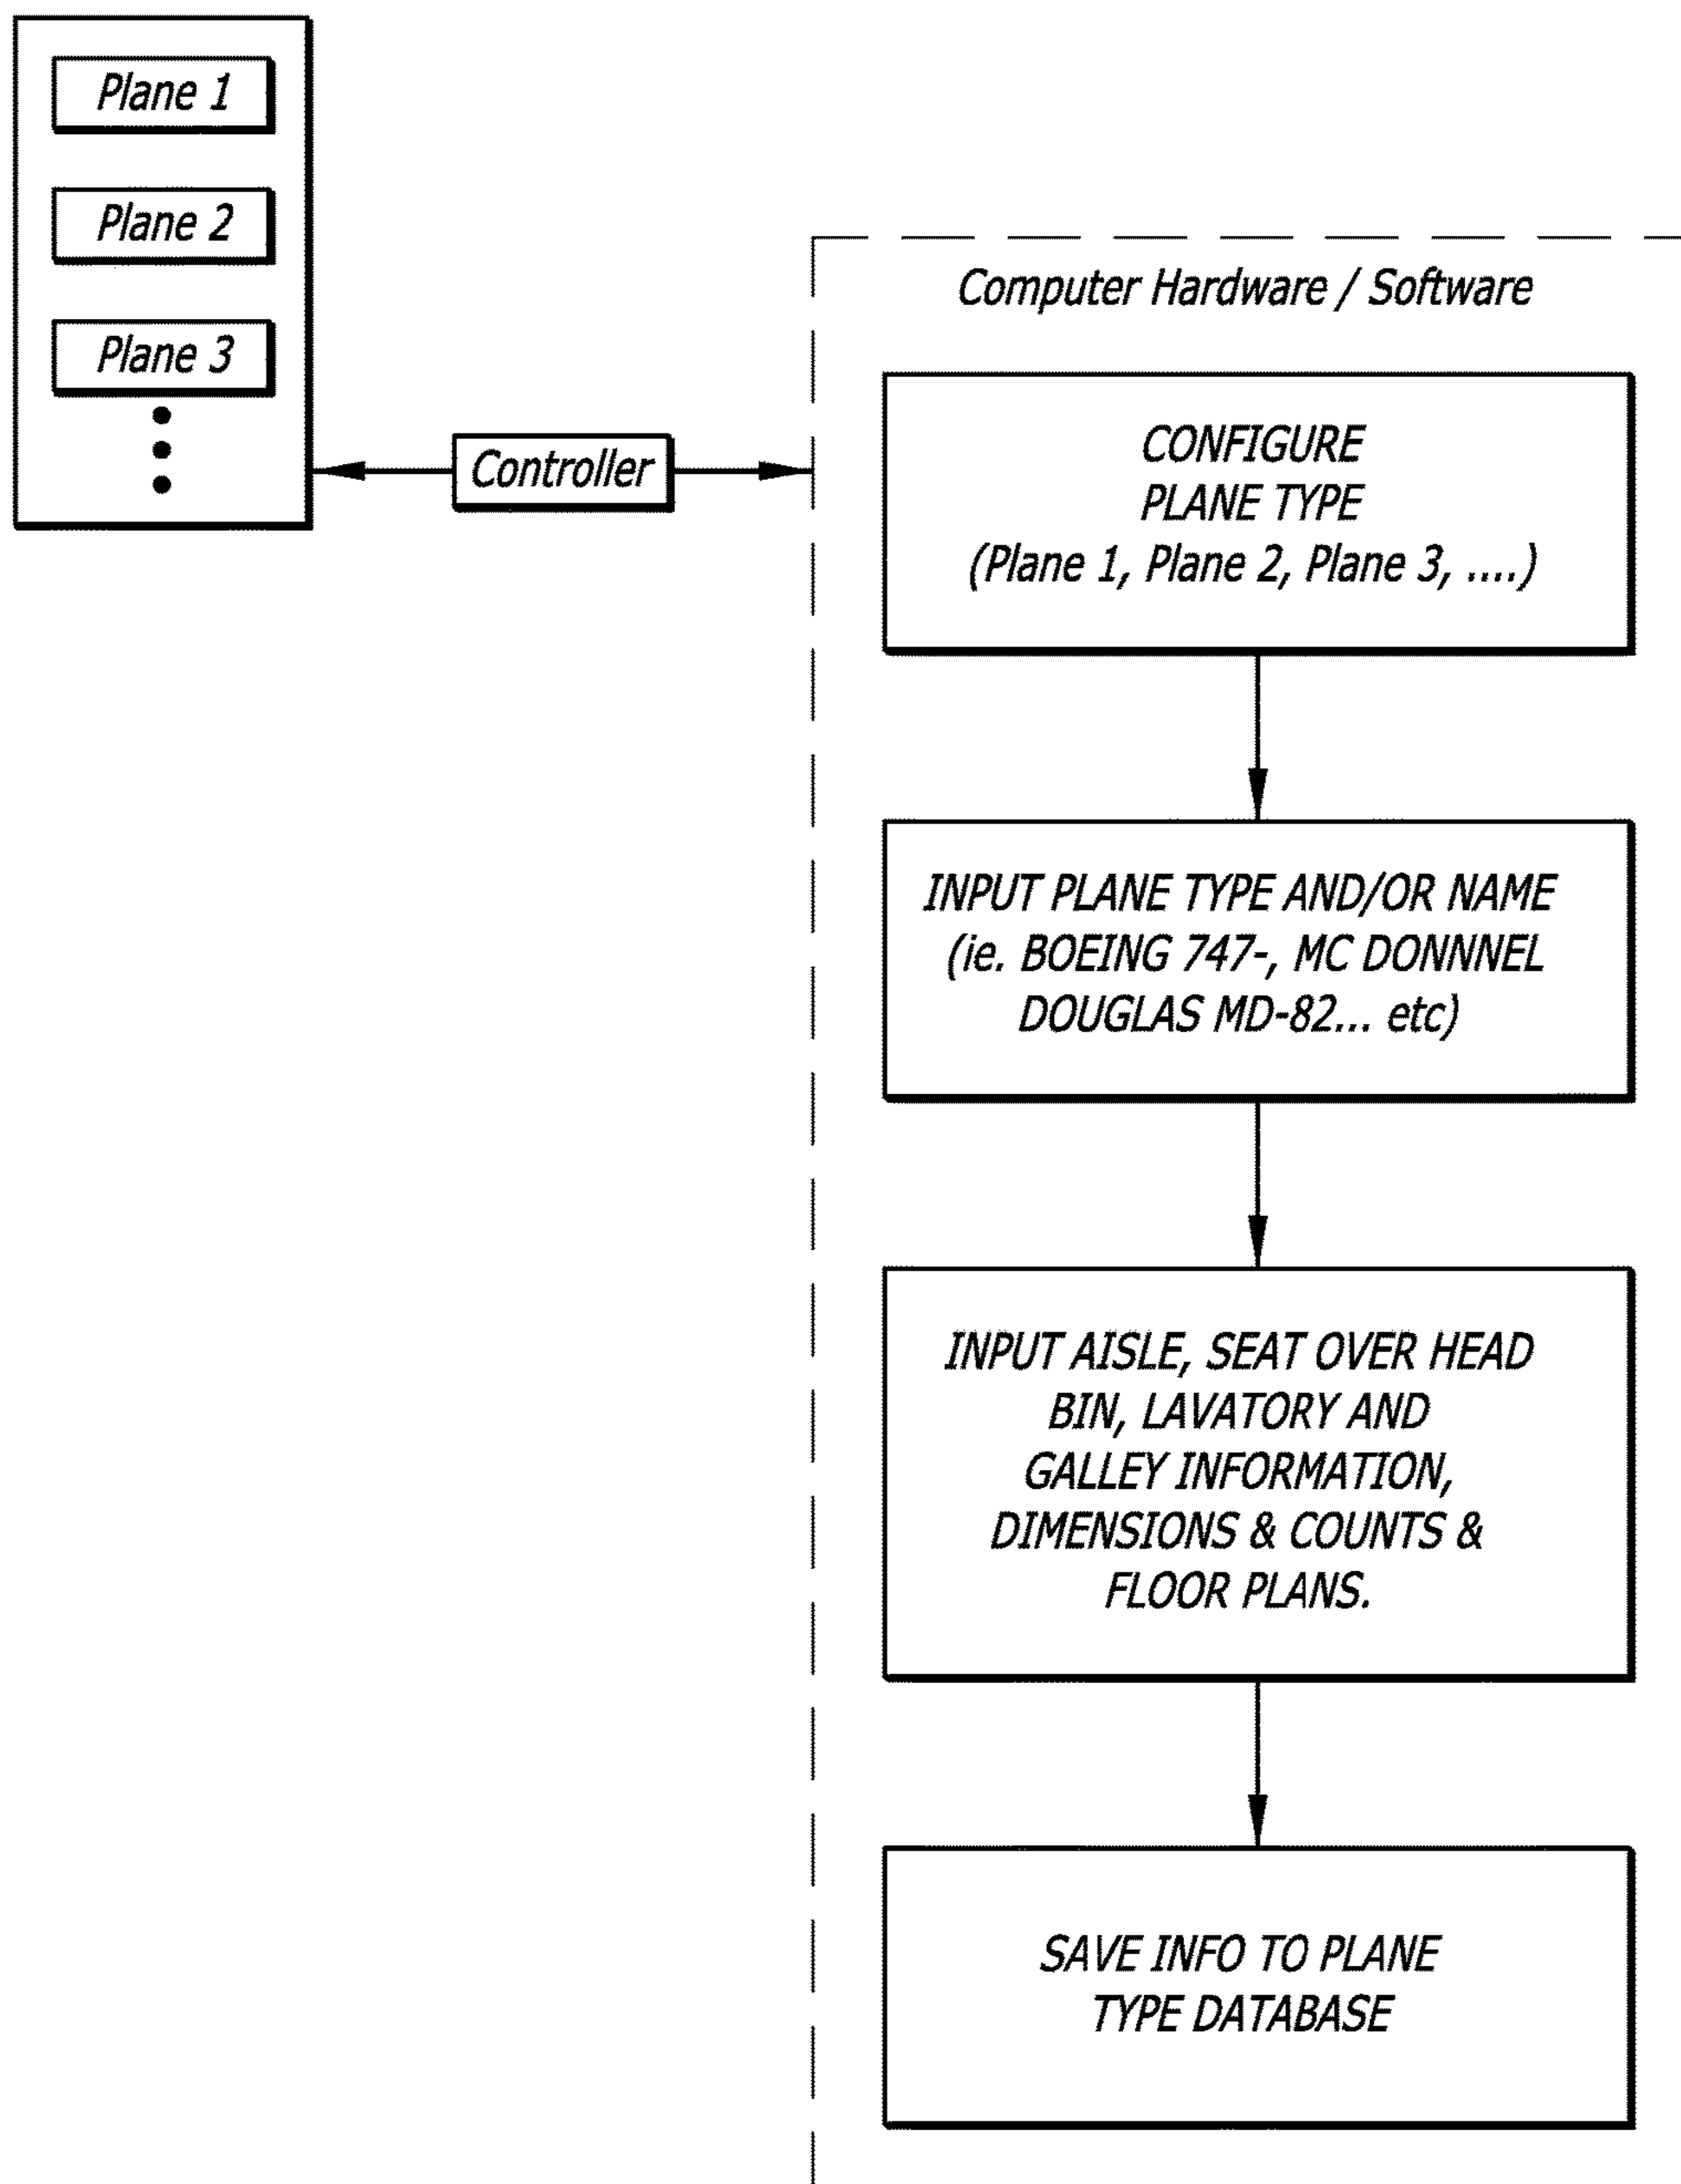 Plane 1
Plane 2
Plane 3
Controller
Computer Hardware / Software
CONFIGURE
PLANE TYPE
(Plane 1, Plane 2, Plane 3, ....)
INPUT PLANE TYPE AND/OR NAME
(ie. BOEING 747-, MC DONNNEL
DOUGLAS MD-82... etc)
INPUT AISLE, SEAT OVER HEAD
BIN, LAVATORY AND
GALLEY INFORMATION,
DIMENSIONS & COUNTS &
FLOOR PLANS.
SAVE INFO TO PLANE
TYPE DATABASE